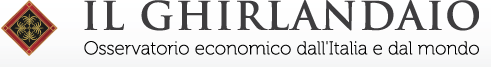 IL GHIRLANDAIO
Osservatorio economico dall'Italia e dal mondo